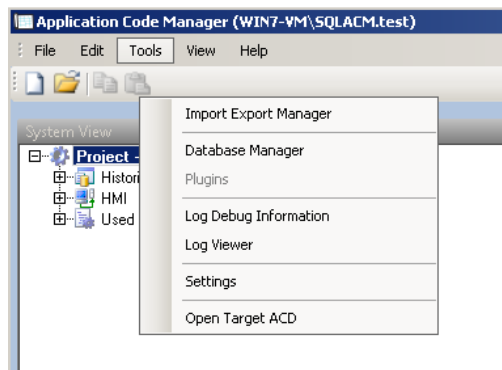 Application Code Manager (WIN7-VM\SQLACM.test)
File Edit Tools View Help
System View
Project -
Histori
HMI
Used
Import Export Manager
Database Manager
Plugins
Log Debug Information
Log Viewer
Settings
Open Target ACD